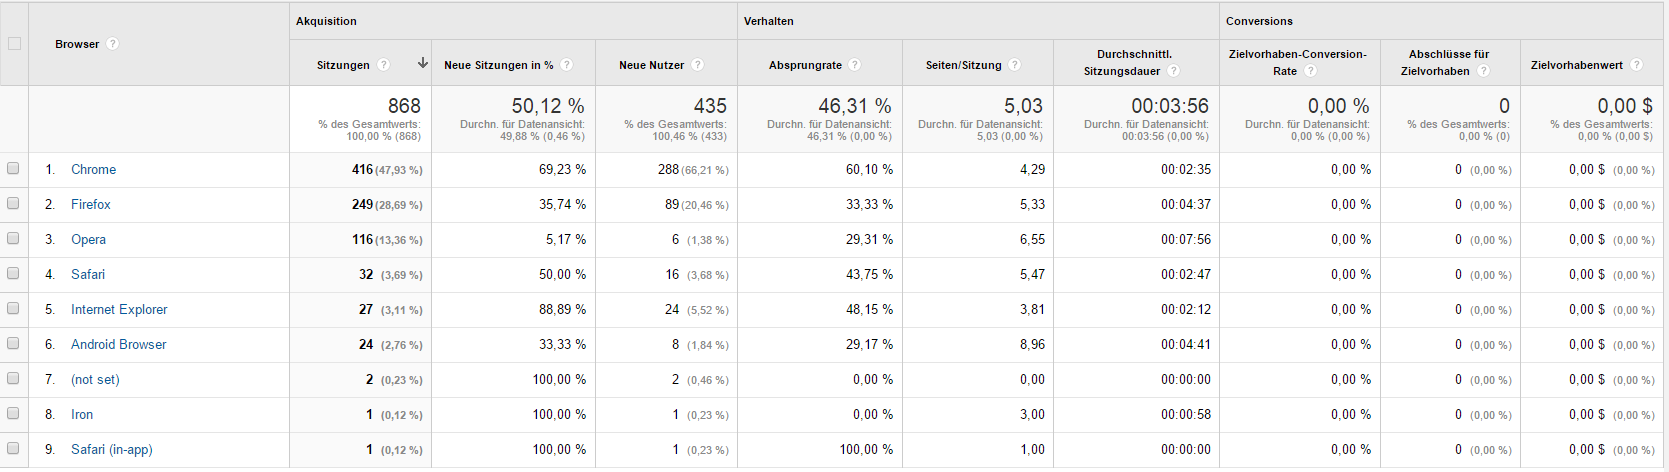 Akquisition Verhalten Conversions
Browser ?
Sitzungen ? Neue Sitzungen in % ? Neue Nutzer ? Absprungrate ? Seiten/Sitzung ? Durchschnittl. Sitzungsdauer ? Zielvorhaben-Conversion-Rate ? Abschlüsse für Zielvorhaben ? Zielvorhabenwert ?
868 50,12 % 435 46,31 % 5,03 00:03:56 0,00 % 0 0,00 $
% des Gesamtwerts: Durchn. für Datenansicht: % des Gesamtwerts: Durchn. für Datenansicht: Durchn. für Datenansicht: Durchn. für Datenansicht: Durchn. für Datenansicht: % des Gesamtwerts: % des Gesamtwerts:
100,00 % (868) 49,88 % (0,46 %) 100,46 % (433) 46,31 % (0,00 %) 5,03 (0,00 %) 00:03:56 (0,00 %) 0,00 % (0,00 %) 0,00 % (0) 0,00 % (0,00 $)
1. Chrome 416 (47,93 %) 69,23 % 288 (66,21 %) 60,10 % 4,29 00:02:35 0,00 % 0 (0,00 %) 0,00 $ (0,00 %)
2. Firefox 249 (28,69 %) 35,74 % 89 (20,46 %) 33,33 % 5,33 00:04:37 0,00 % 0 (0,00 %) 0,00 $ (0,00 %)
3. Opera 116 (13,36 %) 5,17 % 6 (1,38 %) 29,31 % 6,55 00:07:56 0,00 % 0 (0,00 %) 0,00 $ (0,00 %)
4. Safari 32 (3,69 %) 50,00 % 16 (3,68 %) 43,75 % 5,47 00:02:47 0,00 % 0 (0,00 %) 0,00 $ (0,00 %)
5. Internet Explorer 27 (3,11 %) 88,89 % 24 (5,52 %) 48,15 % 3,81 00:02:12 0,00 % 0 (0,00 %) 0,00 $ (0,00 %)
6. Android Browser 24 (2,76 %) 33,33 % 8 (1,84 %) 29,17 % 8,96 00:04:41 0,00 % 0 (0,00 %) 0,00 $ (0,00 %)
7. (not set) 2 (0,23 %) 100,00 % 2 (0,46 %) 0,00 % 0,00 00:00:00 0,00 % 0 (0,00 %) 0,00 $ (0,00 %)
8. Iron 1 (0,12 %) 100,00 % 1 (0,23 %) 0,00 % 3,00 00:00:58 0,00 % 0 (0,00 %) 0,00 $ (0,00 %)
9. Safari (in-app) 1 (0,12 %) 100,00 % 1 (0,23 %) 100,00 % 1,00 00:00:00 0,00 % 0 (0,00 %) 0,00 $ (0,00 %)